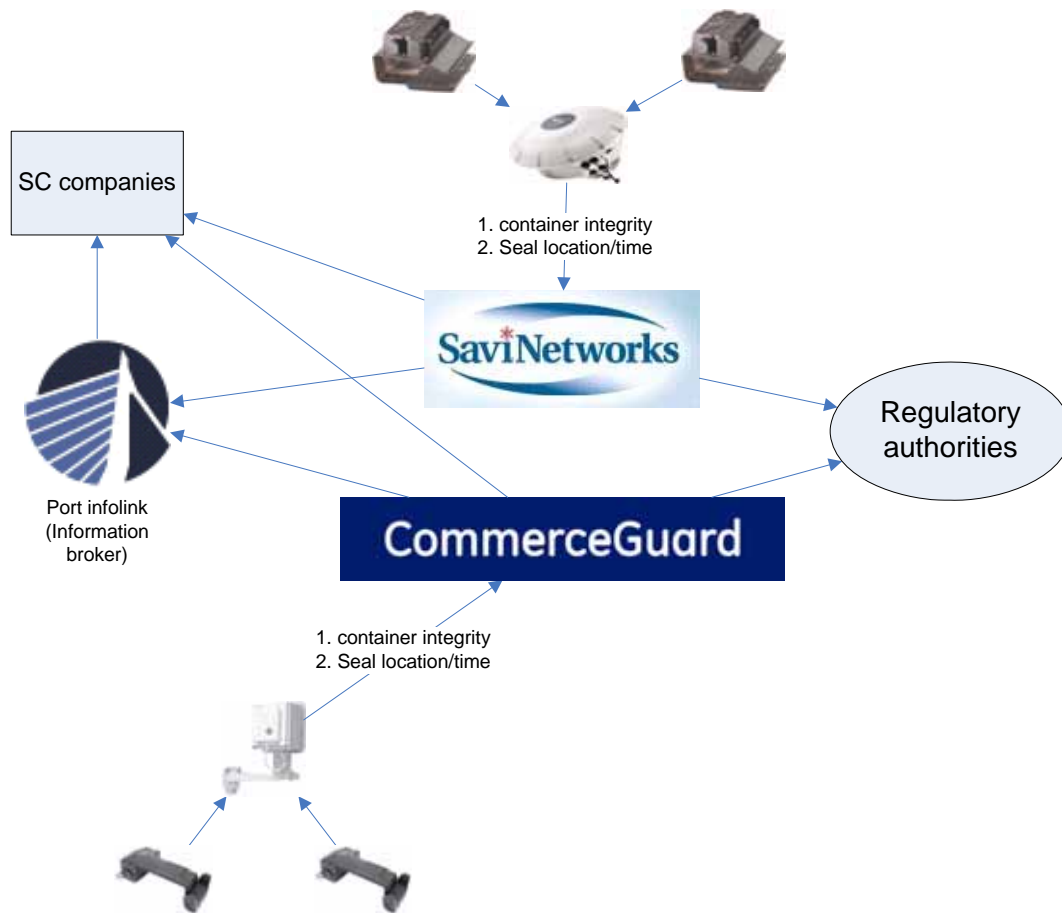 SC companies
1. container integrity
2. Seal location/time
SaviNetworks
Regulatory
authorities
Port infolink
(Information
broker)
CommerceGuard
1. container integrity
2. Seal location/time